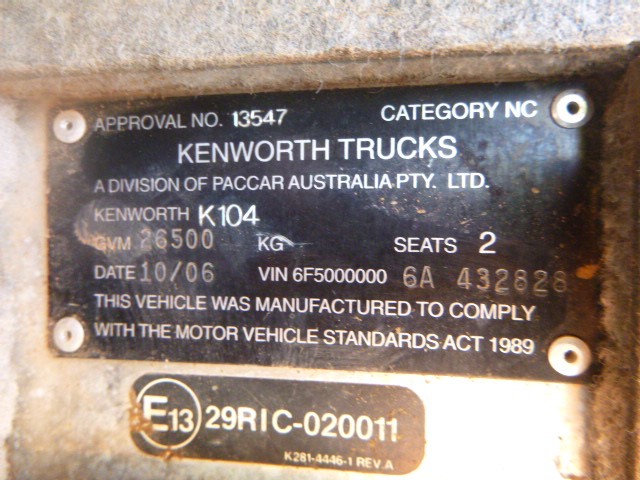 APPROVAL NO. 13547 CATEGORY NC
KENWORTH TRUCKS
A DIVISION OF PACCAR AUSTRALIA PTY. LTD.
KENWORTH K104
GVM 26500 KG SEATS 2
DATE 10/06 VIN 6F5000000 6A 432828
THIS VEHICLE WAS MANUFACTURED TO COMPLY
WITH THE MOTOR VEHICLE STANDARDS ACT 1989
E13 29RIC-020011
K281-4446-1 REV.A